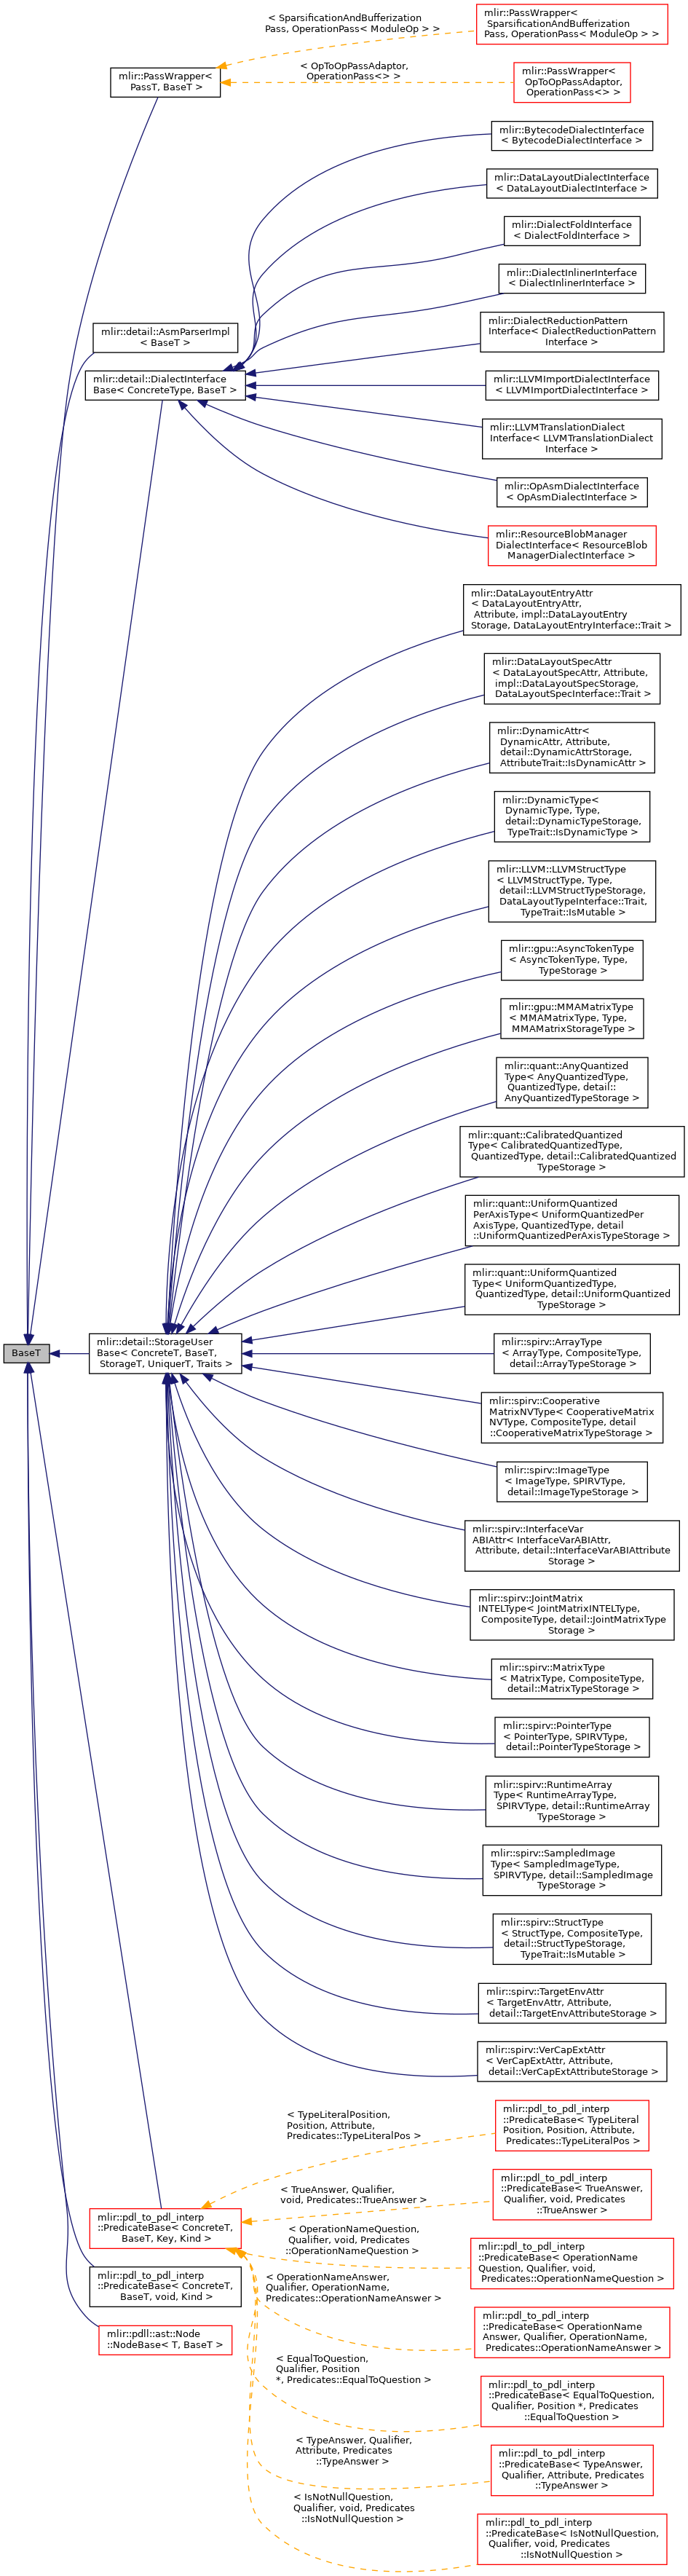 < SparsificationAndBufferization
Pass, OperationPass< ModuleOp > >
mlir::PassWrapper<
SparsificationAndBufferization
Pass, OperationPass< ModuleOp > >
< OpToOpPassAdaptor,
OperationPass<> >
mlir::PassWrapper<
OpToOpPassAdaptor,
OperationPass<> >
mlir::PassWrapper<
PassT, BaseT >
mlir::BytecodeDialectInterface
< BytecodeDialectInterface >
mlir::DataLayoutDialectInterface
< DataLayoutDialectInterface >
mlir::DialectFoldInterface
< DialectFoldInterface >
mlir::DialectInlinerInterface
< DialectInlinerInterface >
mlir::DialectReductionPattern
Interface< DialectReductionPattern
Interface >
mlir::detail::AsmParserImpl
< BaseT >
mlir::detail::DialectInterface
Base< ConcreteType, BaseT >
mlir::LLVMImportDialectInterface
< LLVMImportDialectInterface >
mlir::LLVMTranslationDialect
Interface< LLVMTranslationDialect
Interface >
mlir::OpAsmDialectInterface
< OpAsmDialectInterface >
mlir::ResourceBlobManager
DialectInterface< ResourceBlob
ManagerDialectInterface >
mlir::DataLayoutEntryAttr
< DataLayoutEntryAttr,
Attribute, impl::DataLayoutEntry
Storage, DataLayoutEntryInterface::Trait >
mlir::DataLayoutSpecAttr
< DataLayoutSpecAttr, Attribute,
impl::DataLayoutSpecStorage,
DataLayoutSpecInterface::Trait >
mlir::DynamicAttr<
DynamicAttr, Attribute,
detail::DynamicAttrStorage,
AttributeTrait::IsDynamicAttr >
mlir::DynamicType<
DynamicType, Type,
detail::DynamicTypeStorage,
TypeTrait::IsDynamicType >
mlir::LLVM::LLVMStructType
< LLVMStructType, Type,
detail::LLVMStructTypeStorage,
DataLayoutTypeInterface::Trait,
TypeTrait::IsMutable >
mlir::gpu::AsyncTokenType
< AsyncTokenType, Type,
TypeStorage >
mlir::gpu::MMAMatrixType
< MMAMatrixType, Type,
MMAMatrixStorageType >
mlir::quant::AnyQuantized
Type< AnyQuantizedType,
QuantizedType, detail::
AnyQuantizedTypeStorage >
mlir::quant::CalibratedQuantized
Type< CalibratedQuantizedType,
QuantizedType, detail::CalibratedQuantized
TypeStorage >
mlir::quant::UniformQuantized
PerAxisType< UniformQuantizedPer
AxisType, QuantizedType, detail
::UniformQuantizedPerAxisTypeStorage >
mlir::quant::UniformQuantized
Type< UniformQuantizedType,
QuantizedType, detail::UniformQuantized
TypeStorage >
BaseT
mlir::detail::StorageUser
Base< ConcreteT, BaseT,
StorageT, UniquerT, Traits >
mlir::spirv::ArrayType
< ArrayType, CompositeType,
detail::ArrayTypeStorage >
mlir::spirv::Cooperative
MatrixNVType< CooperativeMatrix
NVType, CompositeType, detail
::CooperativeMatrixTypeStorage >
mlir::spirv::ImageType
< ImageType, SPIRVType,
detail::ImageTypeStorage >
mlir::spirv::InterfaceVar
ABIAttr< InterfaceVarABIAttr,
Attribute, detail::InterfaceVarABIAttribute
Storage >
mlir::spirv::JointMatrix
INTELType< JointMatrixINTELType,
CompositeType, detail::JointMatrixType
Storage >
mlir::spirv::MatrixType
< MatrixType, CompositeType,
detail::MatrixTypeStorage >
mlir::spirv::PointerType
< PointerType, SPIRVType,
detail::PointerTypeStorage >
mlir::spirv::RuntimeArray
Type< RuntimeArrayType,
SPIRVType, detail::RuntimeArray
TypeStorage >
mlir::spirv::SampledImage
Type< SampledImageType,
SPIRVType, detail::SampledImage
TypeStorage >
mlir::spirv::StructType
< StructType, CompositeType,
detail::StructTypeStorage,
TypeTrait::IsMutable >
mlir::spirv::TargetEnvAttr
< TargetEnvAttr, Attribute,
detail::TargetEnvAttributeStorage >
mlir::spirv::VerCapExtAttr
< VerCapExtAttr, Attribute,
detail::VerCapExtAttributeStorage >
< TypeLiteralPosition,
Position, Attribute,
Predicates::TypeLiteralPos >
mlir::pdl_to_pdl_interp
::PredicateBase< TypeLiteral
Position, Position, Attribute,
Predicates::TypeLiteralPos >
< TrueAnswer, Qualifier,
void, Predicates::TrueAnswer >
mlir::pdl_to_pdl_interp
::PredicateBase< TrueAnswer,
Qualifier, void, Predicates
::TrueAnswer >
mlir::pdl_to_pdl_interp
::PredicateBase< ConcreteT,
BaseT, Key, Kind >
< OperationNameQuestion,
Qualifier, void, Predicates
::OperationNameQuestion >
mlir::pdl_to_pdl_interp
::PredicateBase< OperationName
Question, Qualifier, void,
Predicates::OperationNameQuestion >
mlir::pdl_to_pdl_interp
::PredicateBase< ConcreteT,
BaseT, void, Kind >
< OperationNameAnswer,
Qualifier, OperationName,
Predicates::OperationNameAnswer >
mlir::pdl_to_pdl_interp
::PredicateBase< OperationName
Answer, Qualifier, OperationName,
Predicates::OperationNameAnswer >
mlir::pdll::ast::Node
::NodeBase< T, BaseT >
< EqualToQuestion,
Qualifier, Position
*, Predicates::EqualToQuestion >
mlir::pdl_to_pdl_interp
::PredicateBase< EqualToQuestion,
Qualifier, Position *, Predicates
::EqualToQuestion >
< TypeAnswer, Qualifier,
Attribute, Predicates
::TypeAnswer >
mlir::pdl_to_pdl_interp
::PredicateBase< TypeAnswer,
Qualifier, Attribute, Predicates
::TypeAnswer >
< IsNotNullQuestion,
Qualifier, void, Predicates
::IsNotNullQuestion >
mlir::pdl_to_pdl_interp
::PredicateBase< IsNotNullQuestion,
Qualifier, void, Predicates
::IsNotNullQuestion >